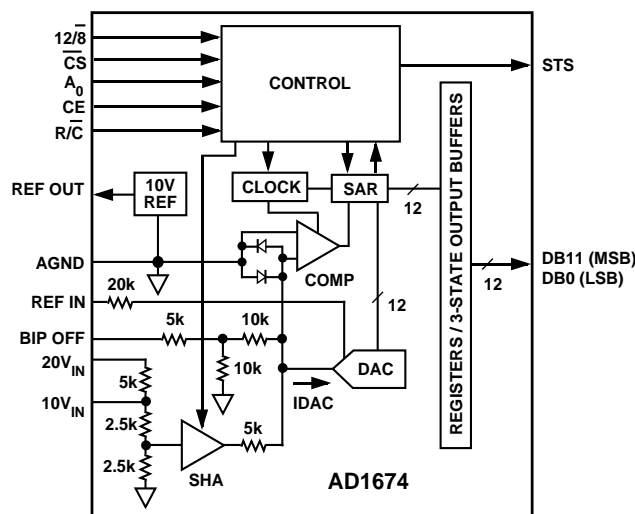 12/8̅
C̅S̅
A₀
CE
R/C̅
CONTROL
STS
REF OUT
10V
REF
CLOCK
SAR
12
REGISTERS / 3-STATE OUTPUT BUFFERS
AGND
COMP
12
DB11 (MSB)
DB0 (LSB)
20k
REF IN
12
5k
10k
BIP OFF
10k
DAC
20VIN
5k
IDAC
10VIN
2.5k
5k
2.5k
SHA
AD1674